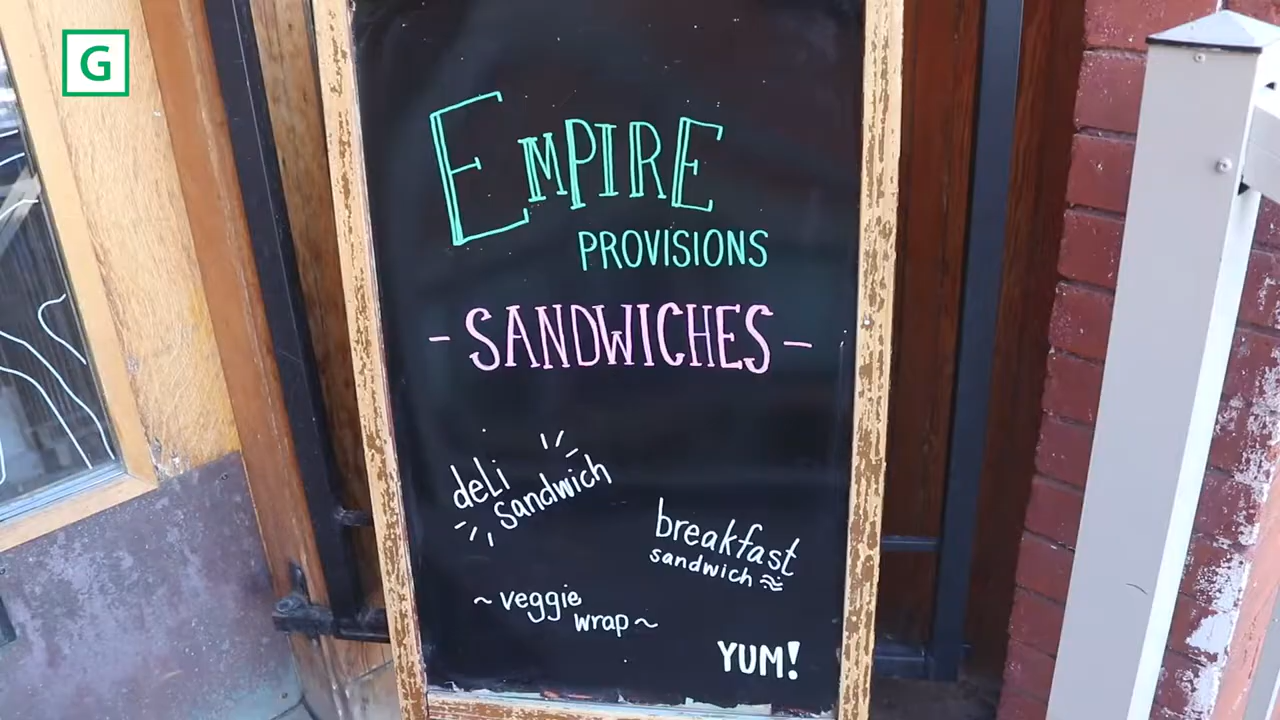 G
EMPIRE
PROVISIONS
- SANDWICHES -
deli
sandwich
breakfast
sandwich
~ veggie
wrap ~
YUM!